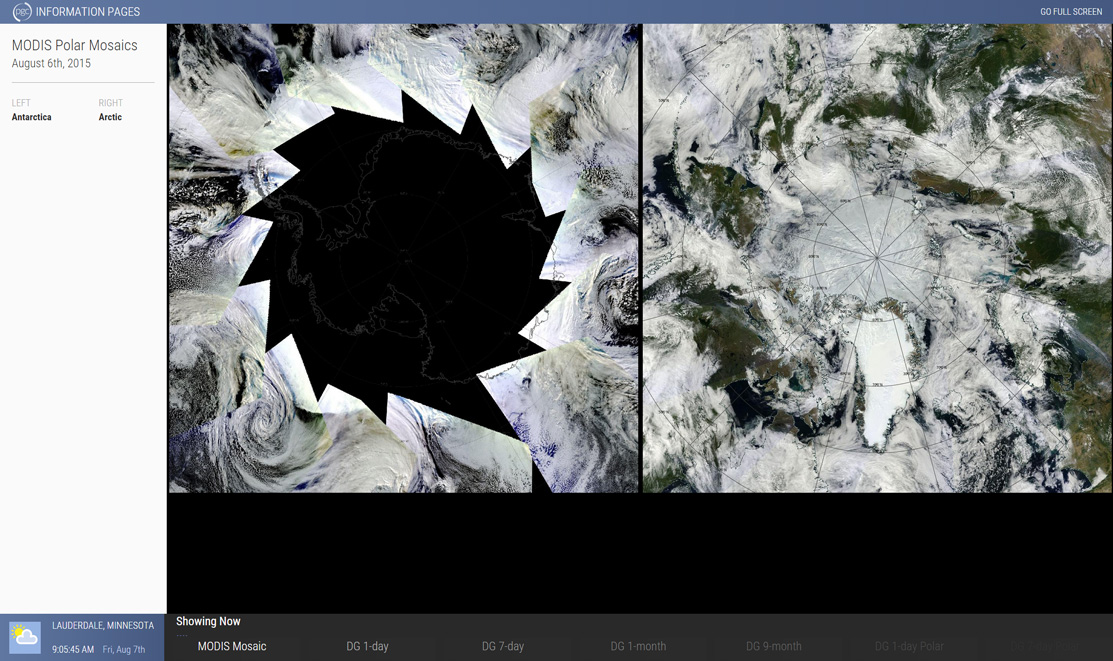 pgc INFORMATION PAGES
GO FULL SCREEN
MODIS Polar Mosaics
August 6th, 2015
LEFT RIGHT
Antarctica Arctic
LAUDERDALE, MINNESOTA
9:05:45 AM Fri, Aug 7th
Showing Now
MODIS Mosaic DG 1-day DG 7-day DG 1-month DG 9-month DG 1-day Polar